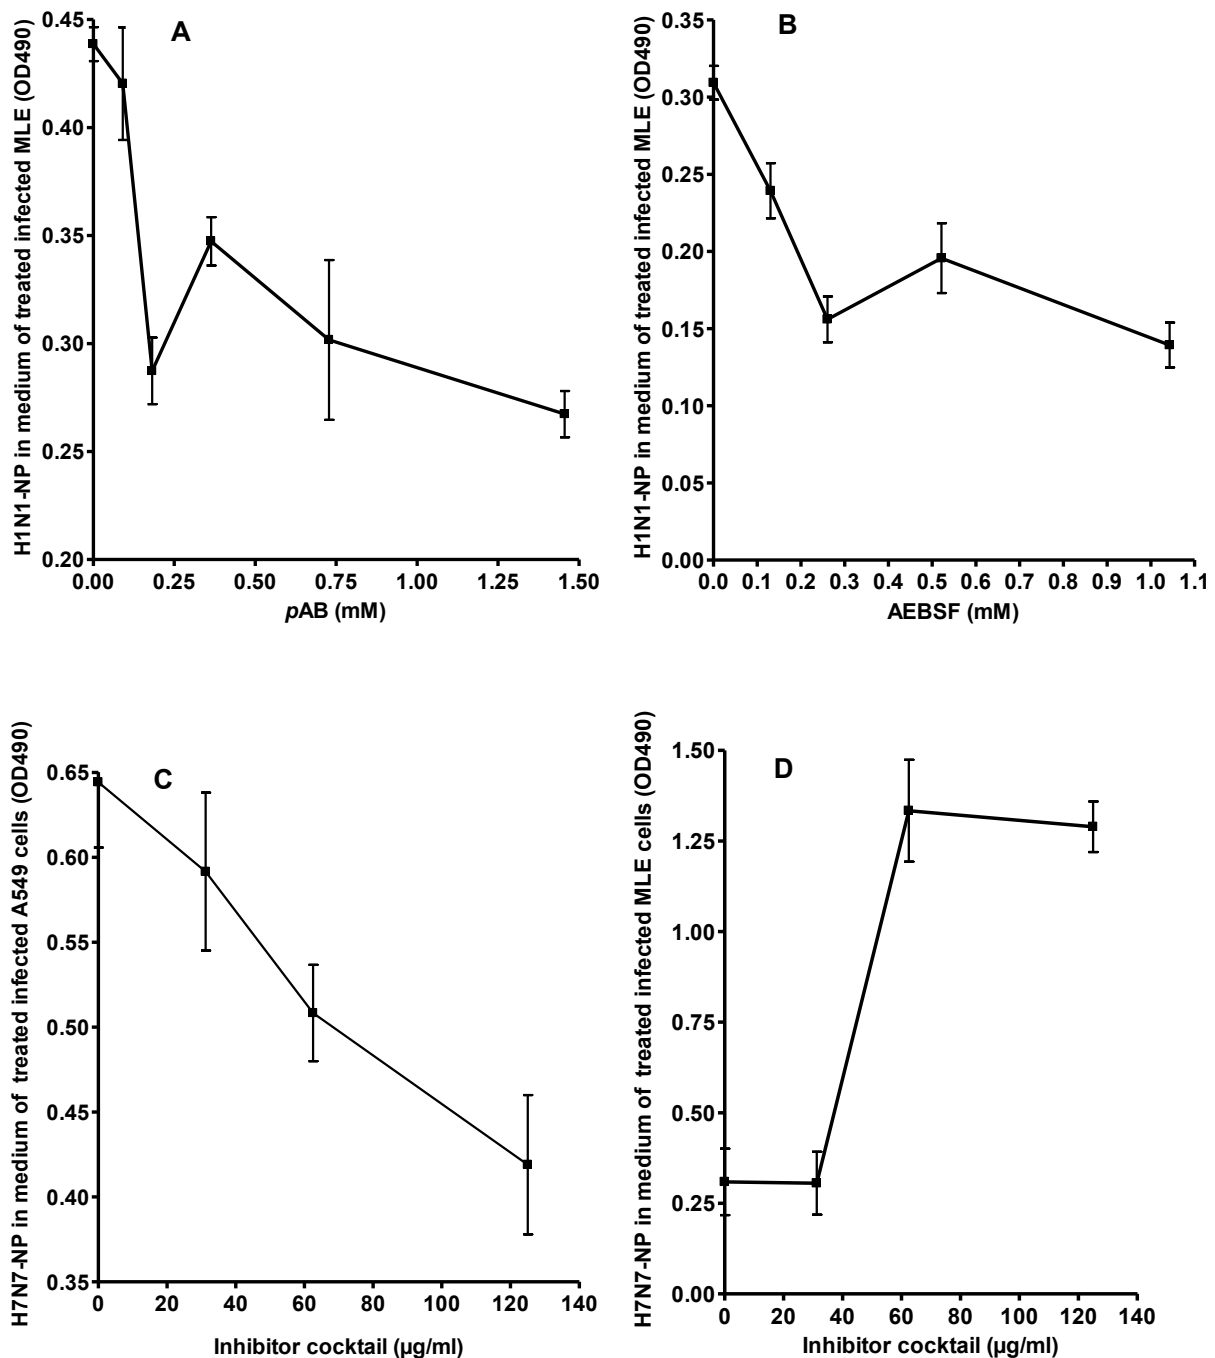 A
H1N1-NP in medium of treated infected MLE (OD490)
0.45
0.40
0.35
0.30
0.25
0.20
0.00 0.25 0.50 0.75 1.00 1.25 1.50
pAB (mM)
B
H1N1-NP in medium of treated infected MLE (OD490)
0.35
0.30
0.25
0.20
0.15
0.10
0.05
0.00
0.0 0.1 0.2 0.3 0.4 0.5 0.6 0.7 0.8 0.9 1.0 1.1
AEBSF (mM)
C
H7N7-NP in medium of treated infected A549 cells (OD490)
0.65
0.60
0.55
0.50
0.45
0.40
0.35
0 20 40 60 80 100 120 140
Inhibitor cocktail (µg/ml)
D
H7N7-NP in medium of treated infected MLE cells (OD490)
1.50
1.25
1.00
0.75
0.50
0.25
0.00
0 20 40 60 80 100 120 140
Inhibitor cocktail (µg/ml)